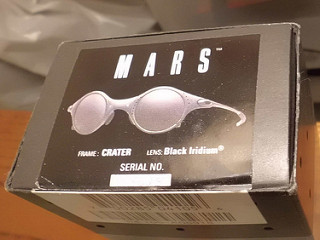 MARS™
FRAME: CRATER LENS: Black Iridium®
SERIAL NO.